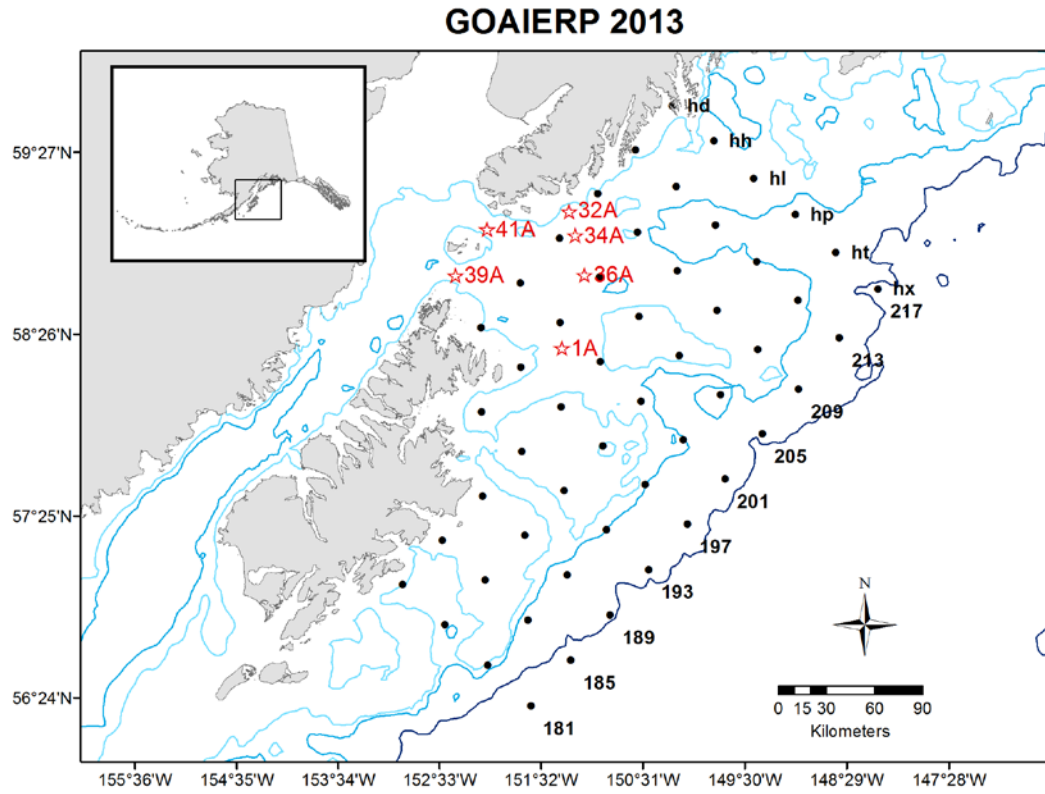 GOAIERP 2013
hd
hh
59°27'N
hl
32A
hp
41A
34A
ht
39A
36A
hx
217
58°26'N
1A
213
209
205
57°25'N
201
197
N
193
189
56°24'N
185
0 15 30 60 90
181
Kilometers
155°36'W 154°35'W 153°34'W 152°33'W 151°32'W 150°31'W 149°30'W 148°29'W 147°28'W